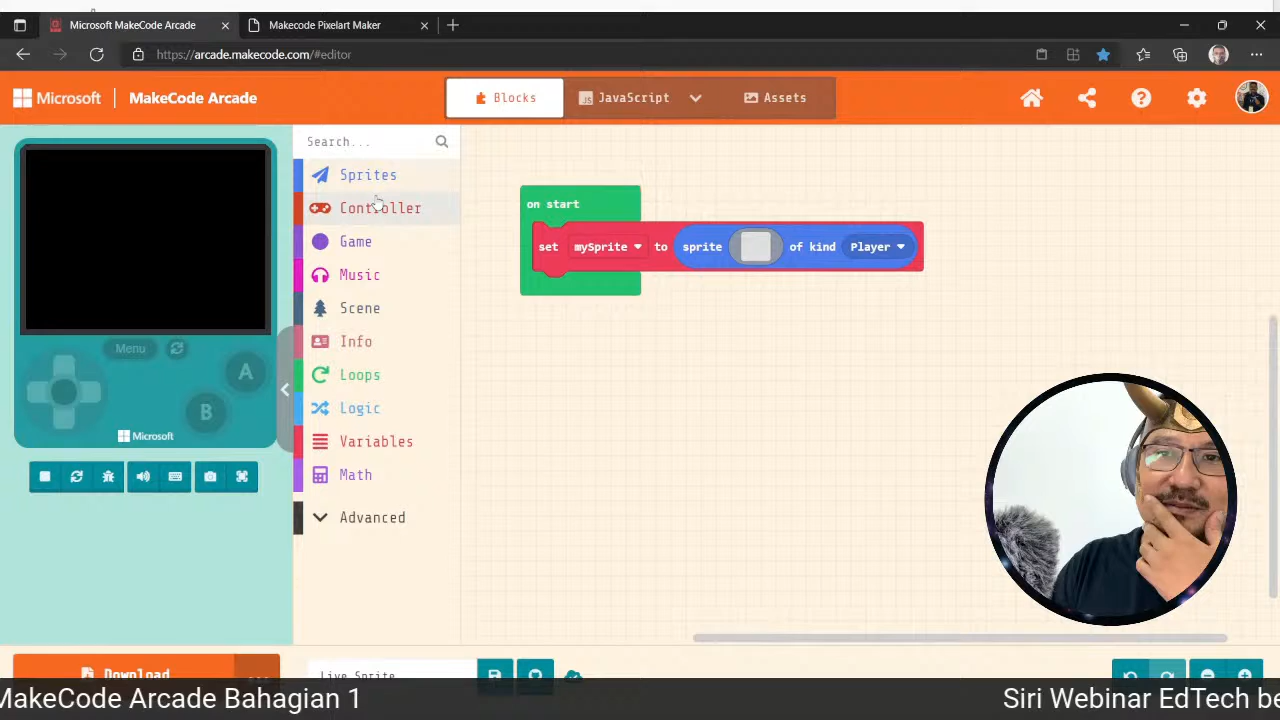 Microsoft MakeCode Arcade
Makecode Pixelart Maker
https://arcade.makecode.com/#editor
Microsoft
MakeCode Arcade
Blocks
JavaScript
Assets
Search...
Sprites
Controller
Game
Music
Scene
Info
Loops
Logic
Variables
Math
Advanced
on start
set mySprite to sprite of kind Player
Menu
A
B
Microsoft
Download
Live Sprite
MakeCode Arcade Bahagian 1
Siri Webinar EdTech be